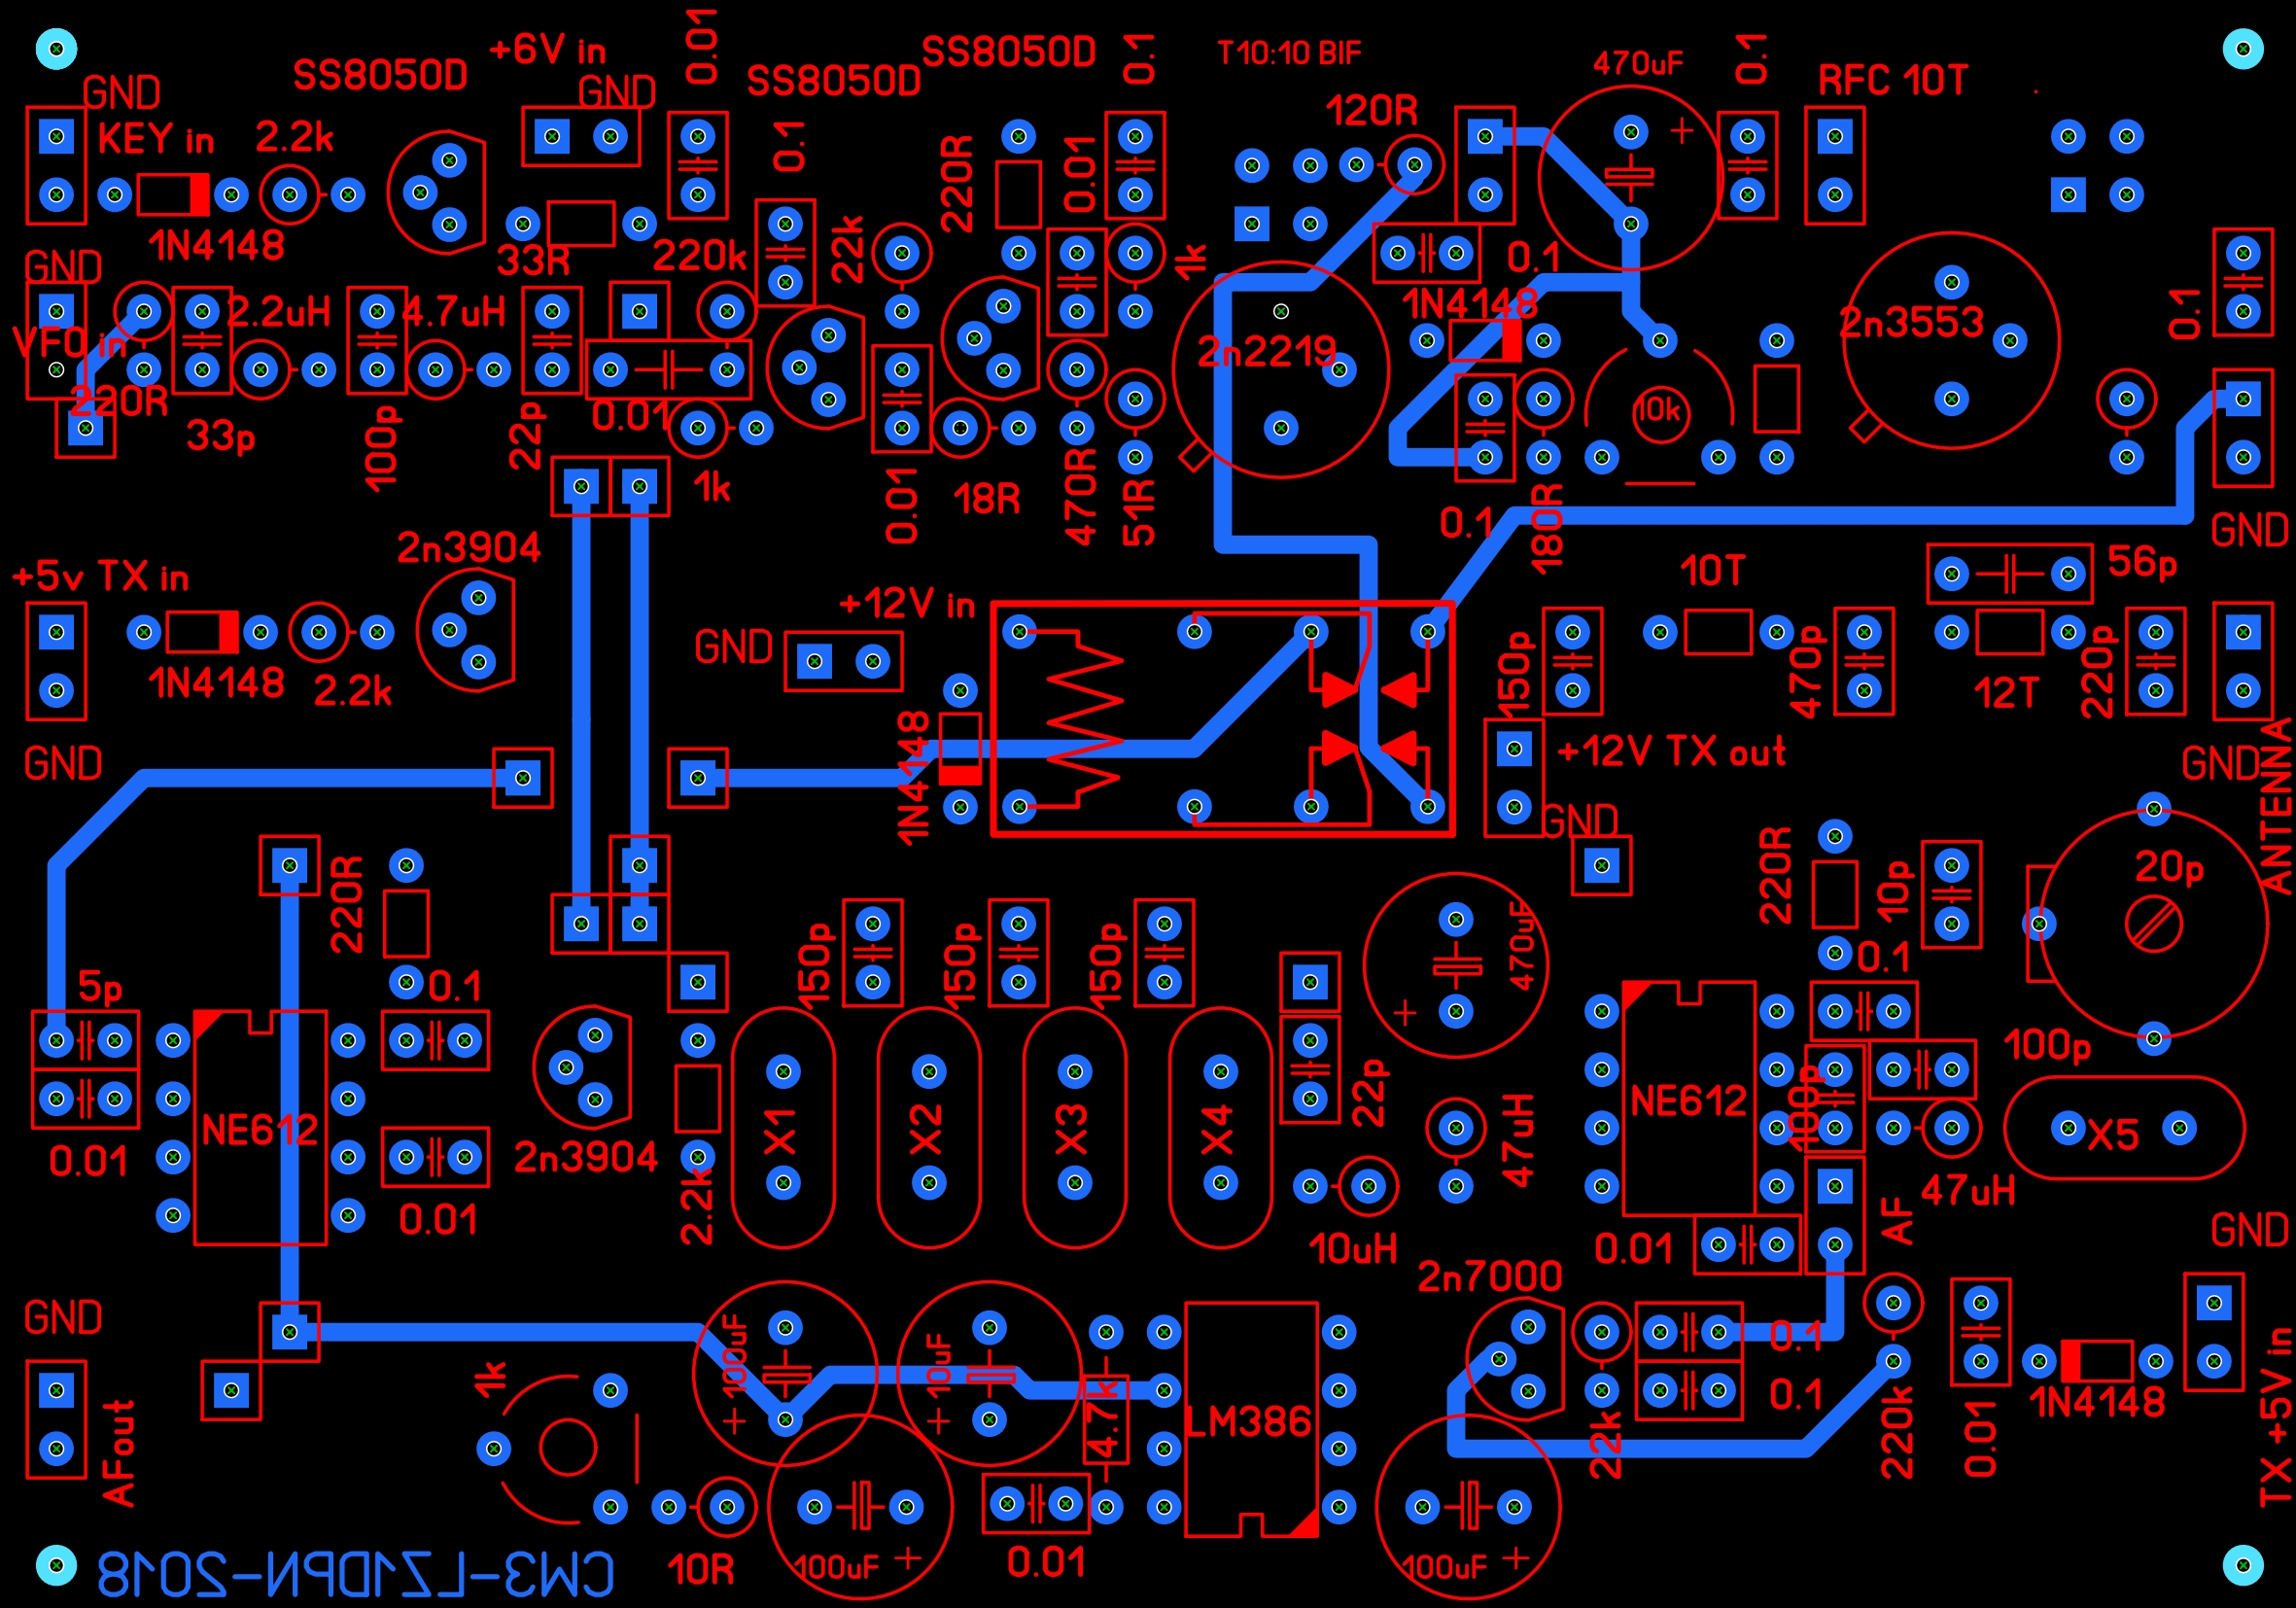 +6V in
0.01
SS8050D
SS8050D
SS8050D
0.1
T10:10 BIF
470uF
0.1
RFC 10T
GND
GND
KEY in
2.2k
0.1
220R
0.01
120R
+
1N4148
33R
220k
22k
1k
0.1
GND
2.2uH
4.7uH
1N4148
2n3553
0.1
VFO in
2n2219
220R
33p
100p
22p
0.01
10k
1k
0.01
18R
470R
51R
0.1
180R
GND
2n3904
10T
56p
+5v TX in
+12V in
1N4148
2.2k
GND
150p
470p
12T
220p
GND
1N4148
+12V TX out
GND
ANTENNA
GND
220R
220R
10p
20p
5p
0.1
150p
150p
150p
470uF
+
0.1
100p
NE612
0.01
0.01
2n3904
2.2k
X1
X2
X3
X4
22p
47uH
NE612
100p
X5
47uH
10uH
0.01
AF
GND
2n7000
GND
100uF
+
10uF
+
0.1
0.1
1k
4.7k
LM386
22k
220k
0.01
1N4148
TX +5V in
AFout
10R
100uF
+
0.01
100uF
+
CW3-LZ1DPN-2018